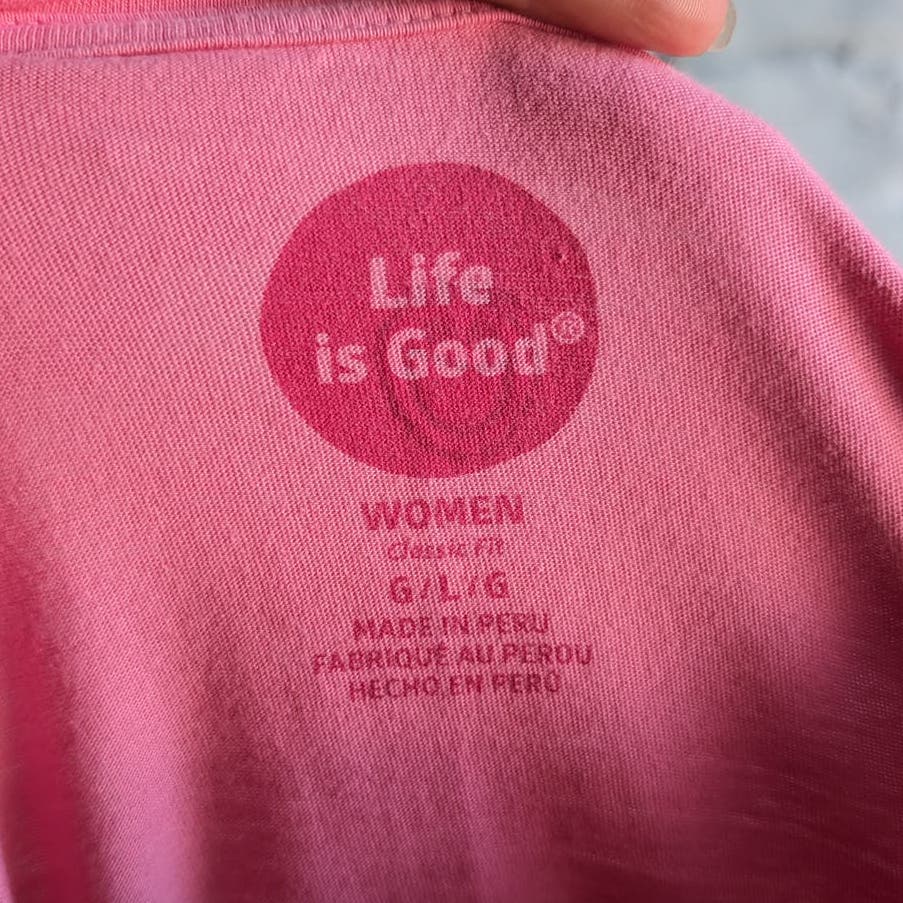 Life
is Good®
WOMEN
Classic Fit
G / L / G
MADE IN PERU
FABRIQUÉ AU PEROU
HECHO EN PERÚ